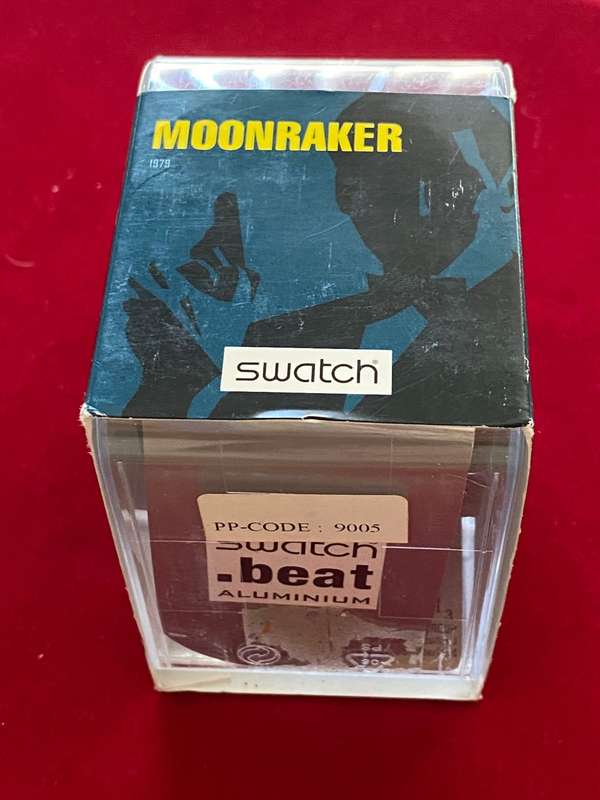 MOONRAKER
1979
swatch
PP-CODE : 9005
swatch
.beat
ALUMINIUM